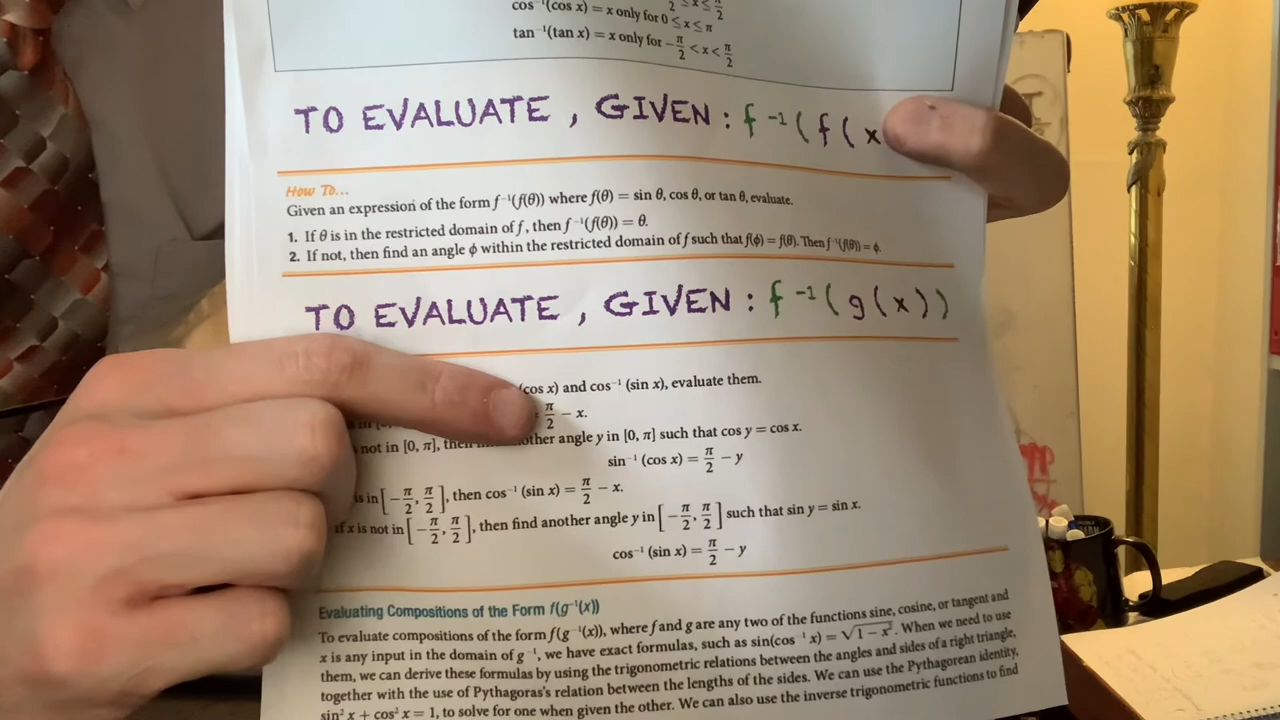 2 ≤ x ≤ π/2
cos⁻¹(cos x) = x only for 0 ≤ x ≤ π
tan⁻¹(tan x) = x only for −π/2 < x < π/2
TO EVALUATE, GIVEN: f⁻¹(f(x
How To...
Given an expression of the form f⁻¹(f(θ)) where f(θ) = sin θ, cos θ, or tan θ, evaluate.
1. If θ is in the restricted domain of f, then f⁻¹(f(θ)) = θ.
2. If not, then find an angle ϕ within the restricted domain of f such that f(ϕ) = f(θ). Then f⁻¹(f(θ)) = ϕ.
TO EVALUATE, GIVEN: f⁻¹(g(x))
(cos x) and cos⁻¹ (sin x), evaluate them.
= π/2 − x.
not in [0, π], then another angle y in [0, π] such that cos y = cos x.
sin⁻¹ (cos x) = π/2 − y
is in [−π/2, π/2], then cos⁻¹ (sin x) = π/2 − x.
If x is not in [−π/2, π/2], then find another angle y in [−π/2, π/2] such that sin y = sin x.
cos⁻¹ (sin x) = π/2 − y
Evaluating Compositions of the Form f(g⁻¹(x))
To evaluate compositions of the form f(g⁻¹(x)), where f and g are any two of the functions sine, cosine, or tangent and
x is any input in the domain of g⁻¹, we have exact formulas, such as sin(cos⁻¹ x) = √(1 − x²). When we need to use
them, we can derive these formulas by using the trigonometric relations between the angles and sides of a right triangle,
together with the use of Pythagoras's relation between the lengths of the sides. We can use the Pythagorean identity,
sin² x + cos² x = 1, to solve for one when given the other. We can also use the inverse trigonometric functions to find